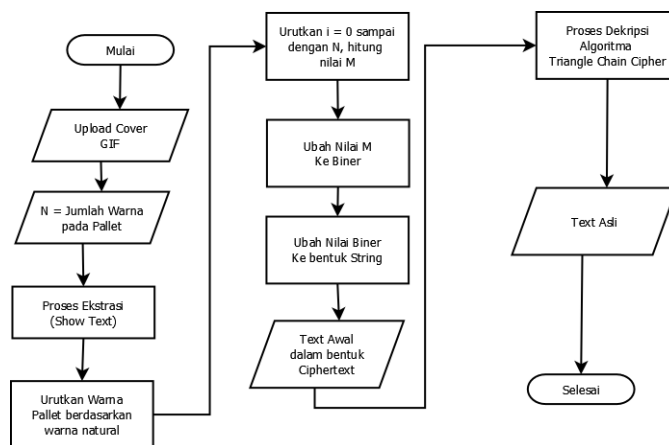 Mulai
Upload Cover
GIF
N = Jumlah Warna
pada Pallet
Proses Ekstrasi
(Show Text)
Urutkan Warna
Pallet berdasarkan
warna natural
Urutkan i = 0 sampai
dengan N, hitung
nilai M
Ubah Nilai M
Ke Biner
Ubah Nilai Biner
Ke bentuk String
Text Awal
dalam bentuk
Ciphertext
Proses Dekripsi
Algoritma
Triangle Chain Cipher
Text Asli
Selesai